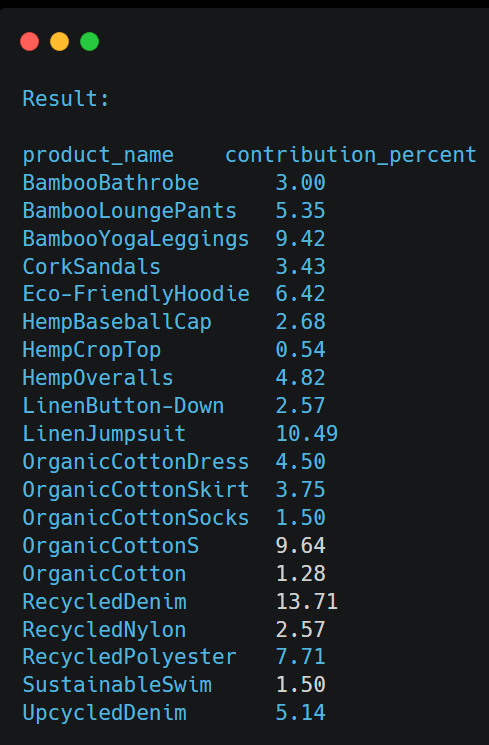 Result:
product_name contribution_percent
BambooBathrobe 3.00
BambooLoungePants 5.35
BambooYogaLeggings 9.42
CorkSandals 3.43
Eco-FriendlyHoodie 6.42
HempBaseballCap 2.68
HempCropTop 0.54
HempOveralls 4.82
LinenButton-Down 2.57
LinenJumpsuit 10.49
OrganicCottonDress 4.50
OrganicCottonSkirt 3.75
OrganicCottonSocks 1.50
OrganicCottonS 9.64
OrganicCotton 1.28
RecycledDenim 13.71
RecycledNylon 2.57
RecycledPolyester 7.71
SustainableSwim 1.50
UpcycledDenim 5.14